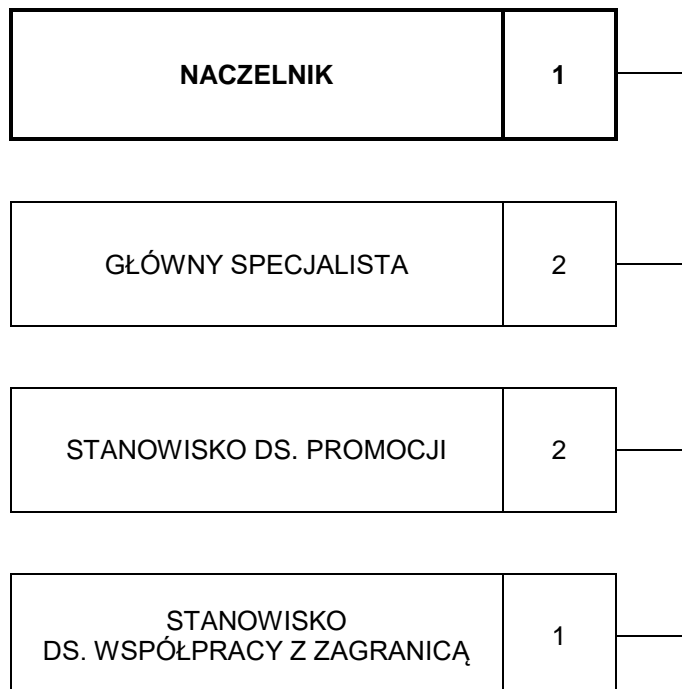 NACZELNIK 1
GŁÓWNY SPECJALISTA 2
STANOWISKO DS. PROMOCJI 2
STANOWISKO
DS. WSPÓŁPRACY Z ZAGRANICĄ 1